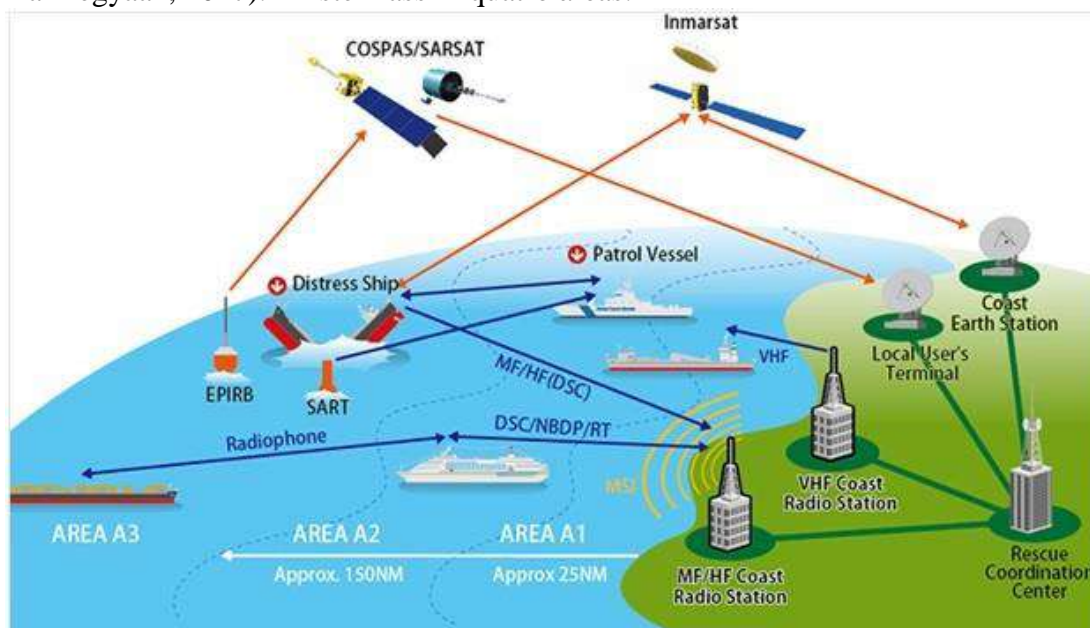 COSPAS/SARSAT
Inmarsat
Patrol Vessel
Distress Ship
Coast
Earth Station
Local User's
Terminal
VHF
EPIRB
SART
MF/HF(DSC)
Radiophone
DSC/NBDP/RT
MSI
VHF Coast
Radio Station
AREA A3
AREA A2
AREA A1
Approx. 150NM
Approx 25NM
MF/HF Coast
Radio Station
Rescue
Coordination
Center